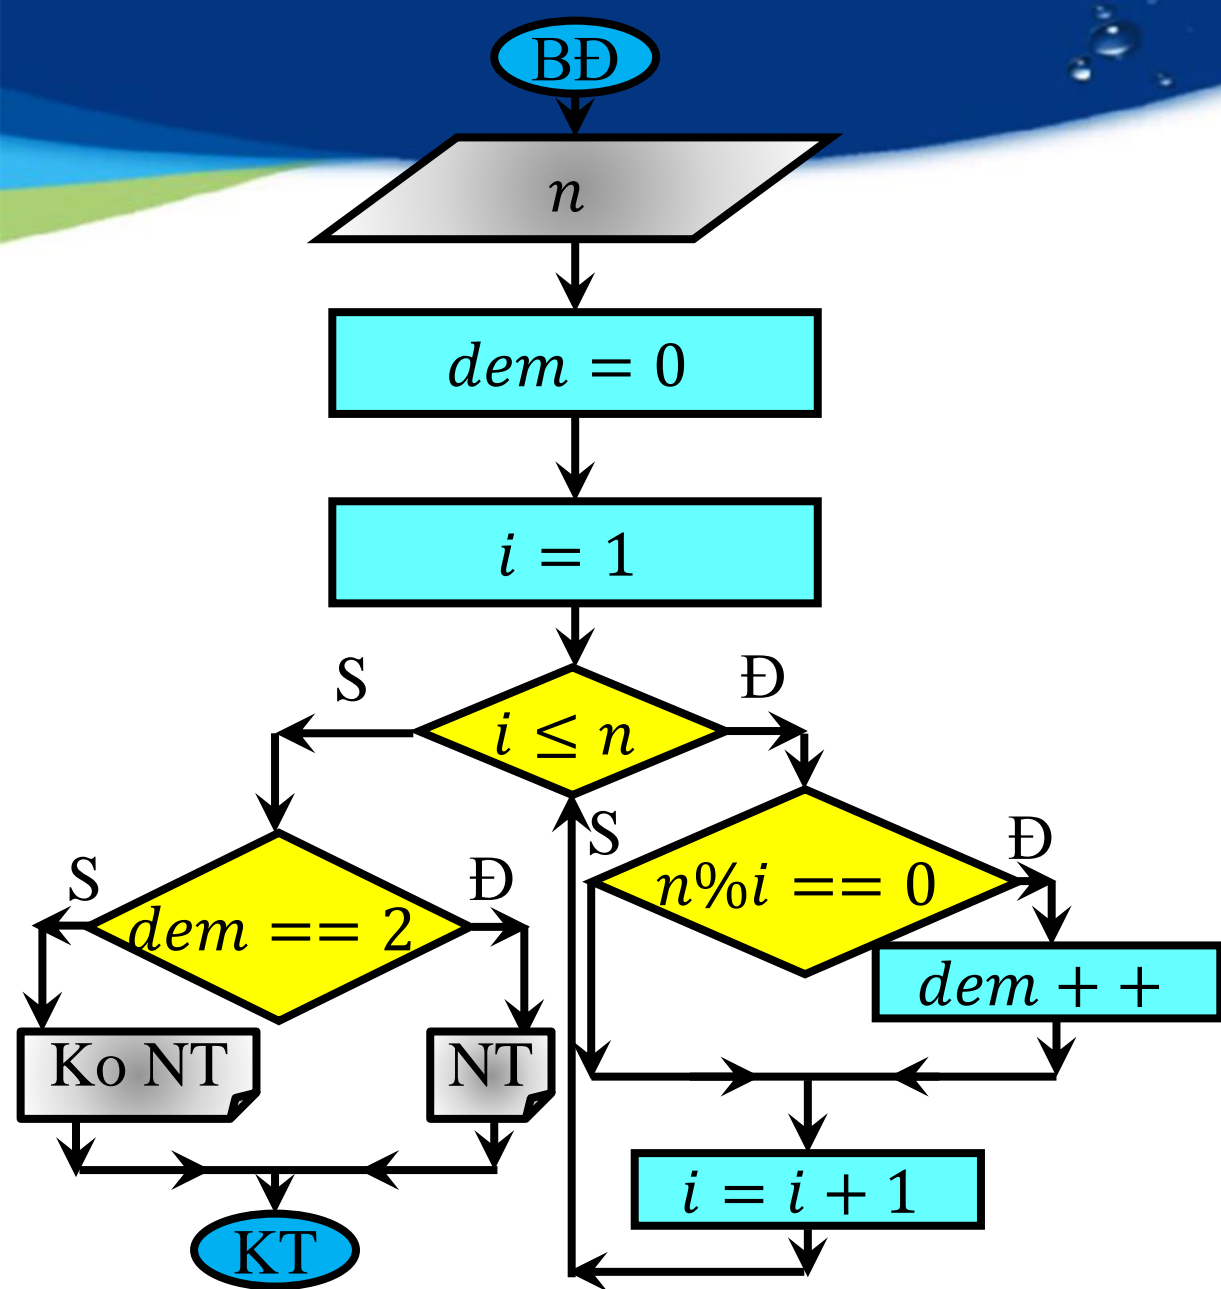 BĐ
n
dem = 0
i = 1
S
Đ
i ≤ n
S
Đ
n%i == 0
S
Đ
dem == 2
dem + +
Ko NT
NT
i = i + 1
KT